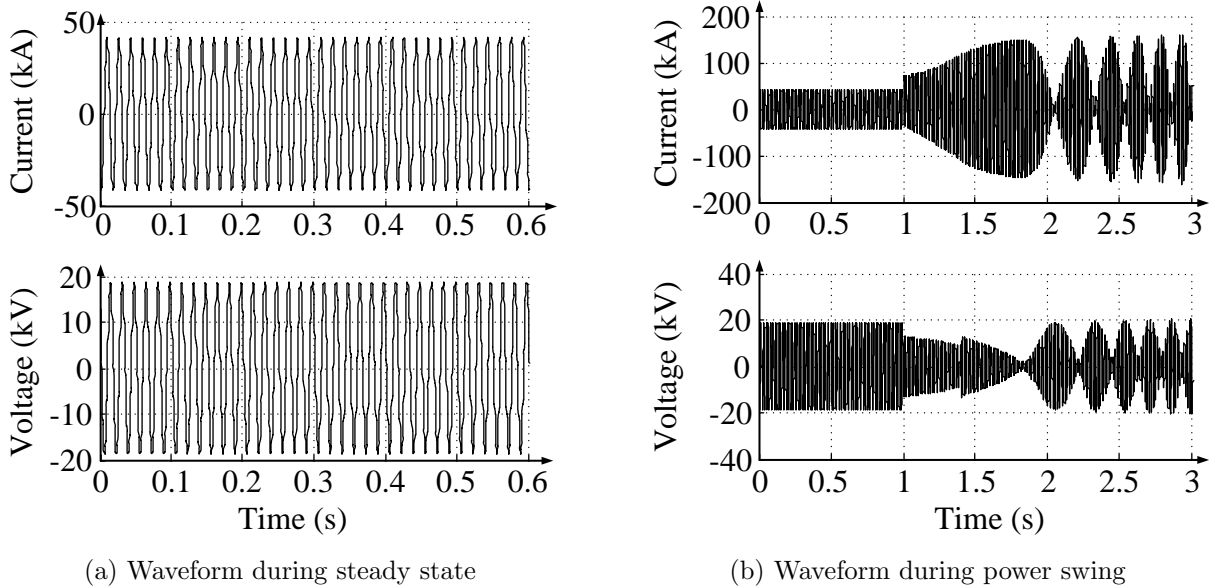 Current (kA)
50
0
-50
0 0.1 0.2 0.3 0.4 0.5 0.6
Voltage (kV)
20
10
0
-10
-20
0 0.1 0.2 0.3 0.4 0.5 0.6
Time (s)
(a) Waveform during steady state
Current (kA)
200
100
0
-100
-200
0 0.5 1 1.5 2 2.5 3
Voltage (kV)
40
20
0
-20
-40
0 0.5 1 1.5 2 2.5 3
Time (s)
(b) Waveform during power swing